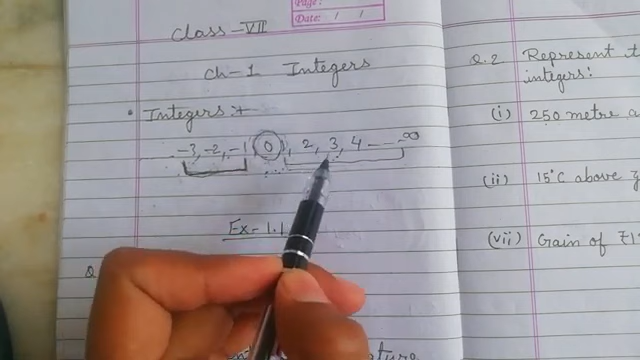 Page:
Date: / /
Class - VII
Ch-1 Integers
• Integers :+
-3, -2, -1 0 , 2, 3, 4 - - - ∞
Ex- 1.1
Q
Q.2 Represent t
integers:
(i) 250 metre a
(ii) 15°C above
(vii) Gain of ₹1